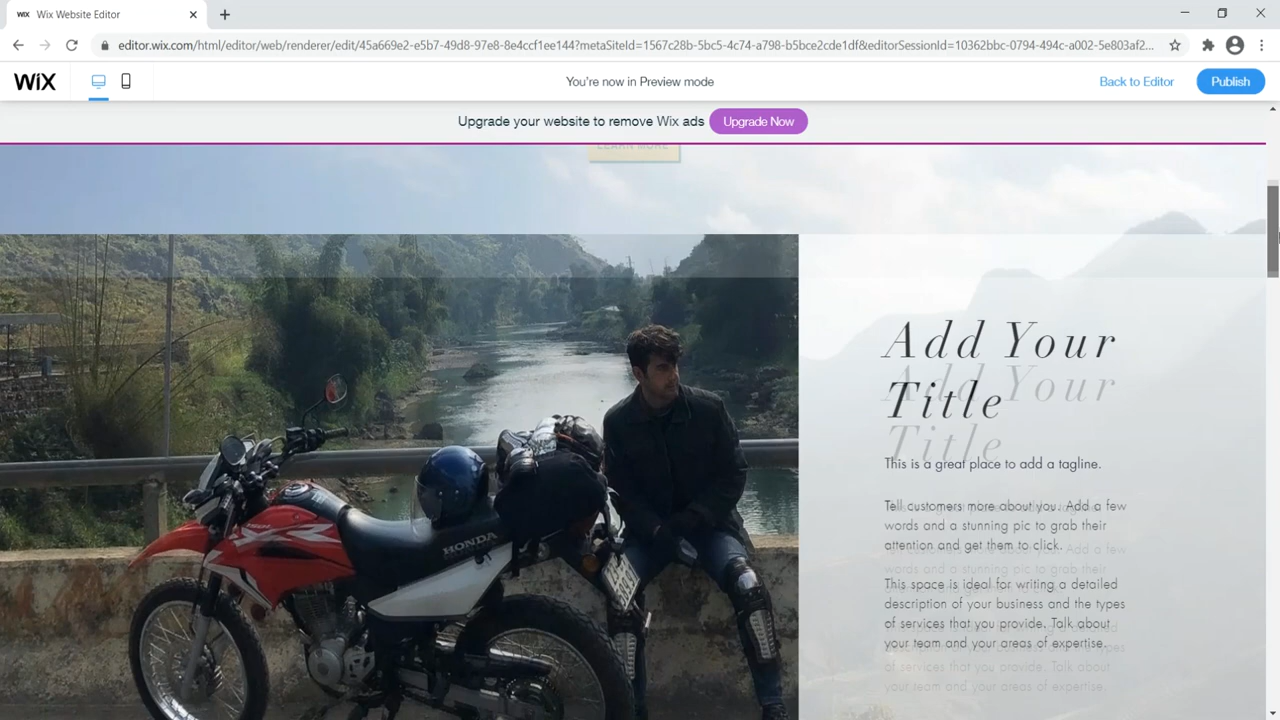 WiX Wix Website Editor
editor.wix.com/html/editor/web/renderer/edit/45a669e2-e5b7-49d8-97e8-8e4ccf1ee144?metaSiteId=1567c28b-5bc5-4c74-a798-b5bce2cde1df&editorSessionId=10362bbc-0794-494c-a002-5e803af2...
WiX
You're now in Preview mode
Back to Editor
Publish
Upgrade your website to remove Wix ads
Upgrade Now
LEARN MORE
Add Your
Title
This is a great place to add a tagline.
Tell customers more about you. Add a few
words and a stunning pic to grab their
attention and get them to click.
This space is ideal for writing a detailed
description of your business and the types
of services that you provide. Talk about
your team and your areas of expertise.
HONDA